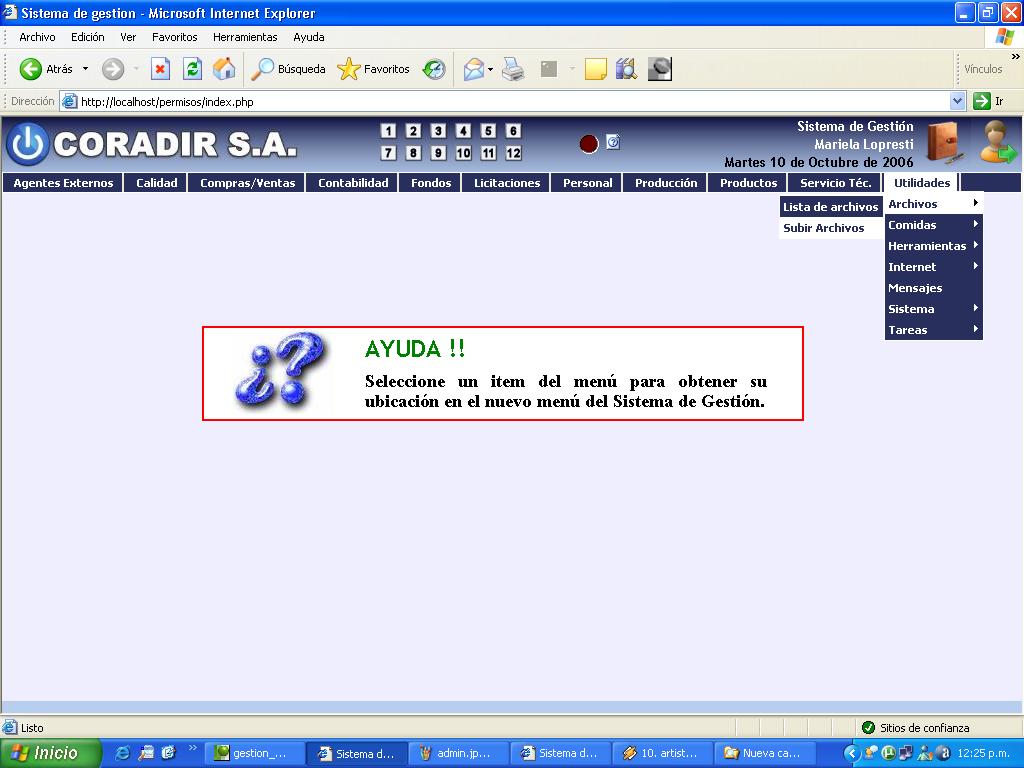 Sistema de gestion - Microsoft Internet Explorer
Archivo Edición Ver Favoritos Herramientas Ayuda
Atrás Búsqueda Favoritos Vínculos »
Dirección http://localhost/permisos/index.php Ir
CORADIR S.A.
1 2 3 4 5 6
7 8 9 10 11 12
Sistema de Gestión
Mariela Lopresti
Martes 10 de Octubre de 2006
Agentes Externos Calidad Compras/Ventas Contabilidad Fondos Licitaciones Personal Producción Productos Servicio Téc. Utilidades
Archivos
Comidas
Herramientas
Internet
Mensajes
Sistema
Tareas
Lista de archivos
Subir Archivos
¿?
AYUDA !!
Seleccione un item del menú para obtener su
ubicación en el nuevo menú del Sistema de Gestión.
Listo Sitios de confianza
Inicio » gestion_... Sistema d... admin.jp... Sistema d... 10. artist... Nueva ca... 12:25 p.m.